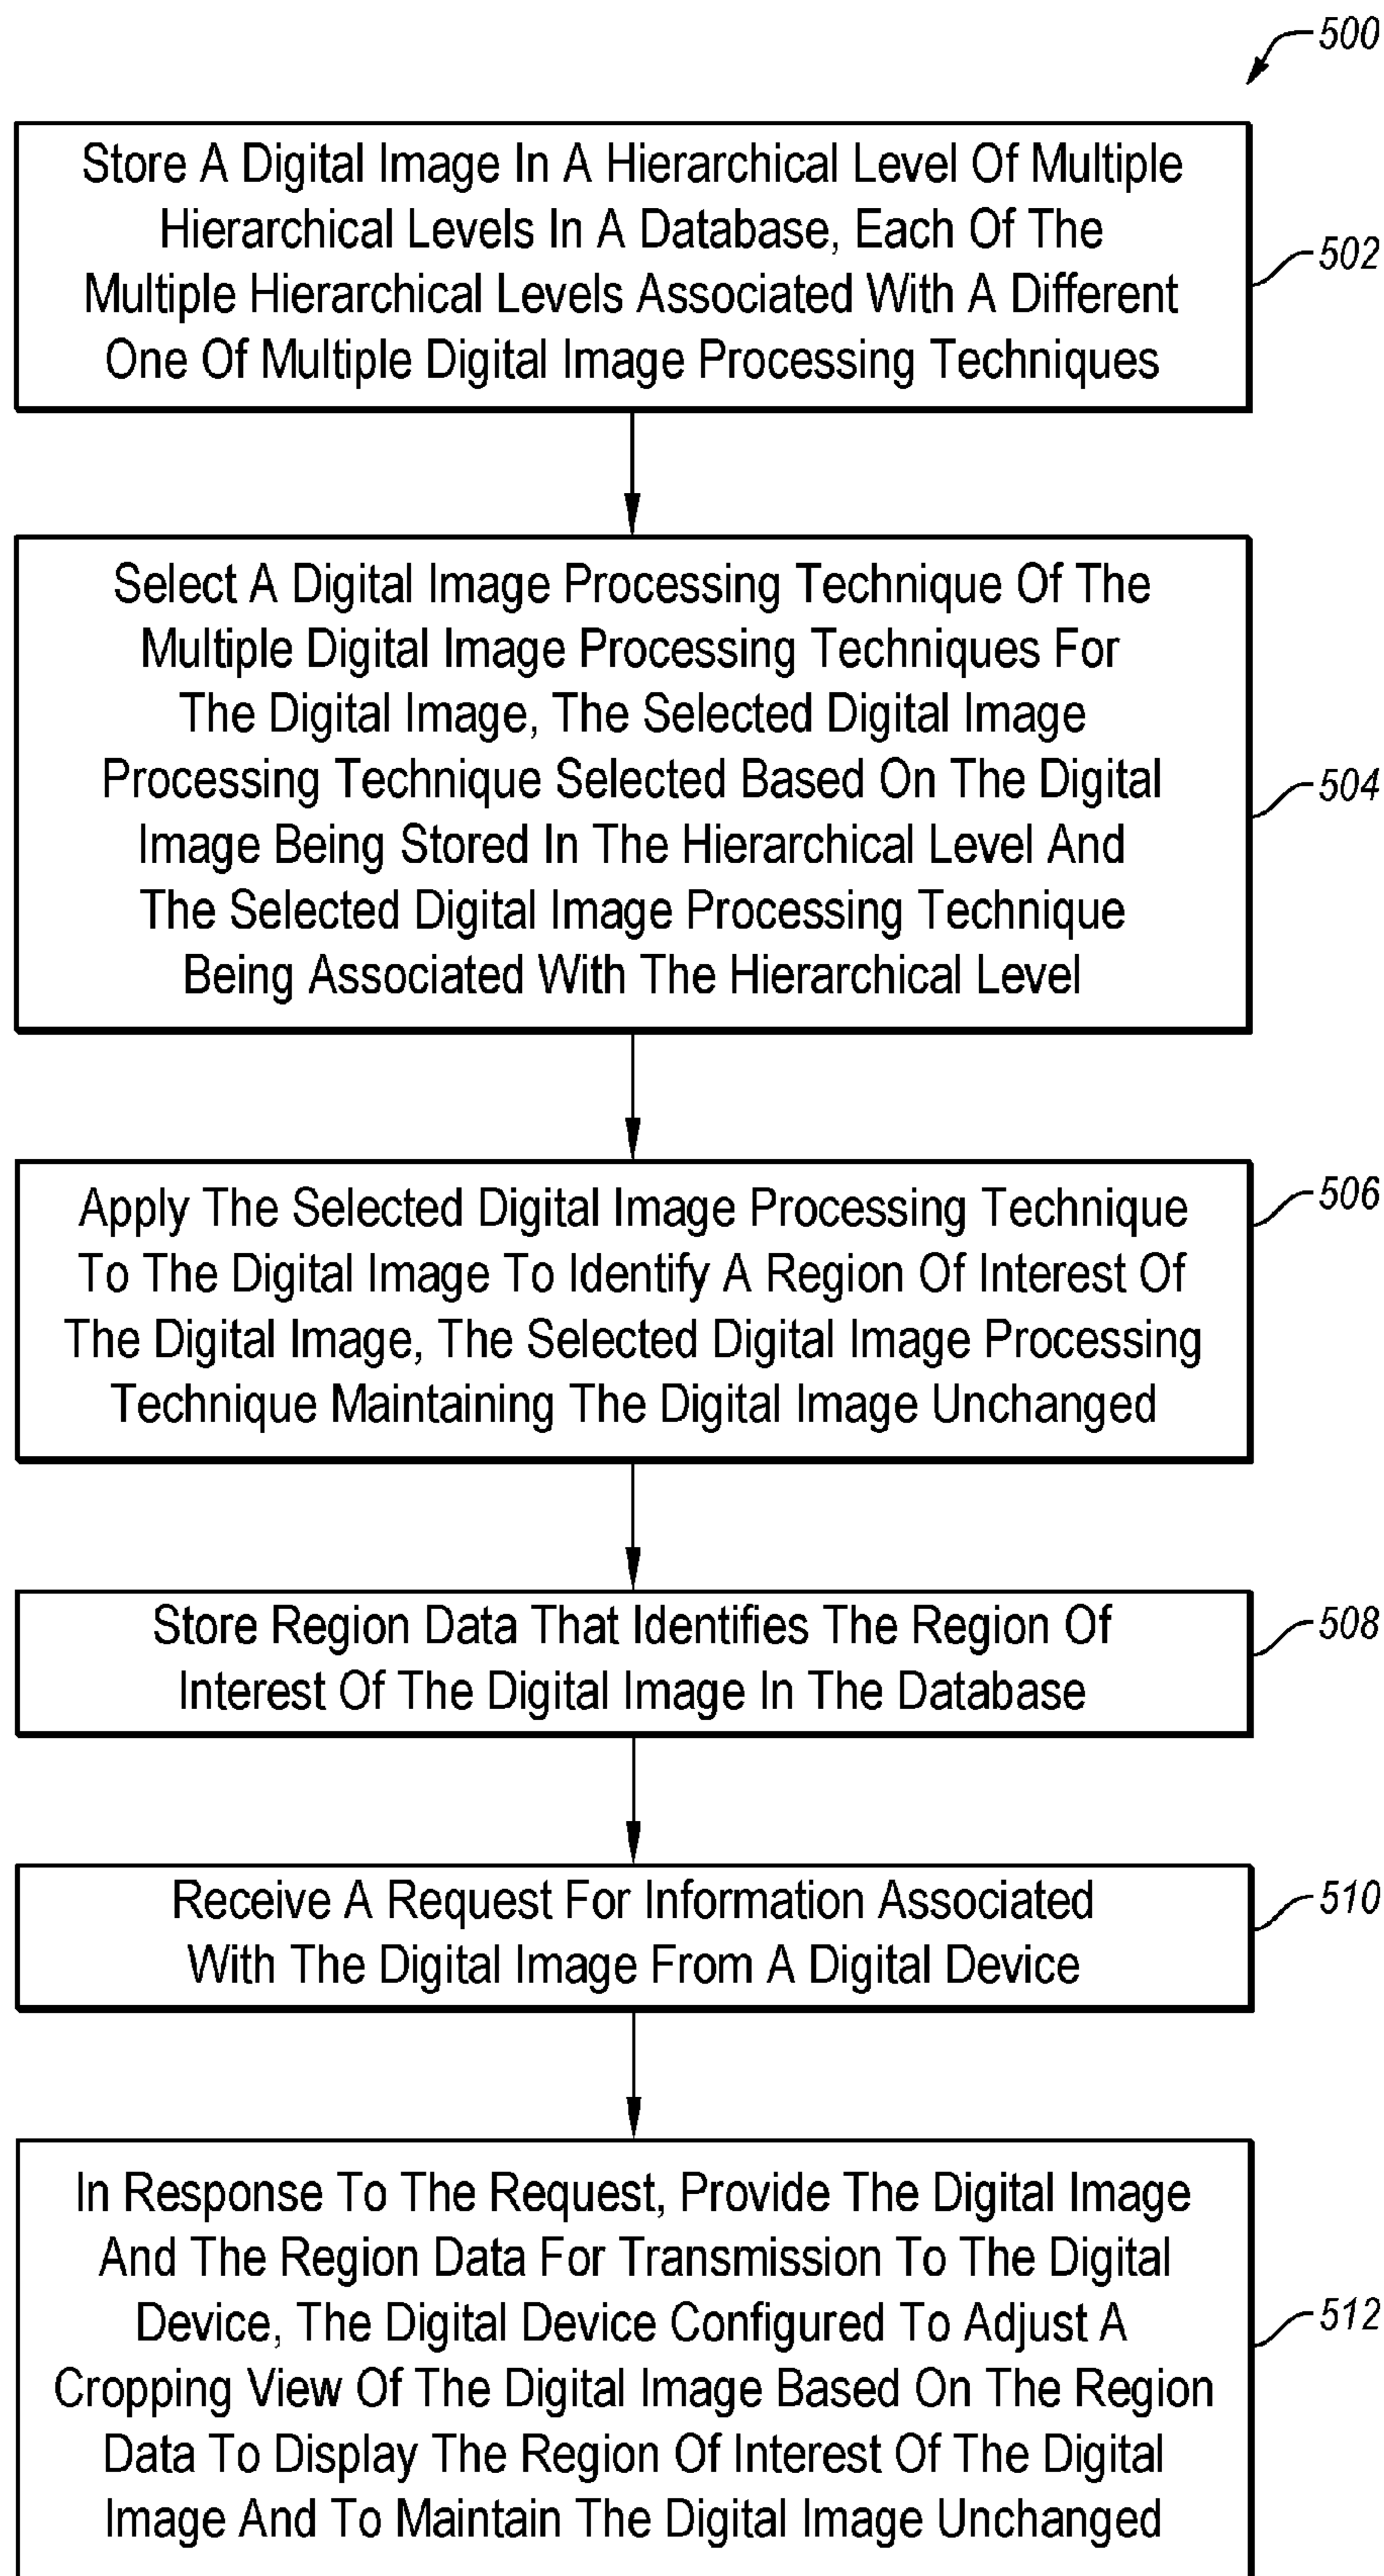 500
Store A Digital Image In A Hierarchical Level Of Multiple
Hierarchical Levels In A Database, Each Of The
Multiple Hierarchical Levels Associated With A Different
One Of Multiple Digital Image Processing Techniques
502
Select A Digital Image Processing Technique Of The
Multiple Digital Image Processing Techniques For
The Digital Image, The Selected Digital Image
Processing Technique Selected Based On The Digital
Image Being Stored In The Hierarchical Level And
The Selected Digital Image Processing Technique
Being Associated With The Hierarchical Level
504
Apply The Selected Digital Image Processing Technique
To The Digital Image To Identify A Region Of Interest Of
The Digital Image, The Selected Digital Image Processing
Technique Maintaining The Digital Image Unchanged
506
Store Region Data That Identifies The Region Of
Interest Of The Digital Image In The Database
508
Receive A Request For Information Associated
With The Digital Image From A Digital Device
510
In Response To The Request, Provide The Digital Image
And The Region Data For Transmission To The Digital
Device, The Digital Device Configured To Adjust A
Cropping View Of The Digital Image Based On The Region
Data To Display The Region Of Interest Of The Digital
Image And To Maintain The Digital Image Unchanged
512